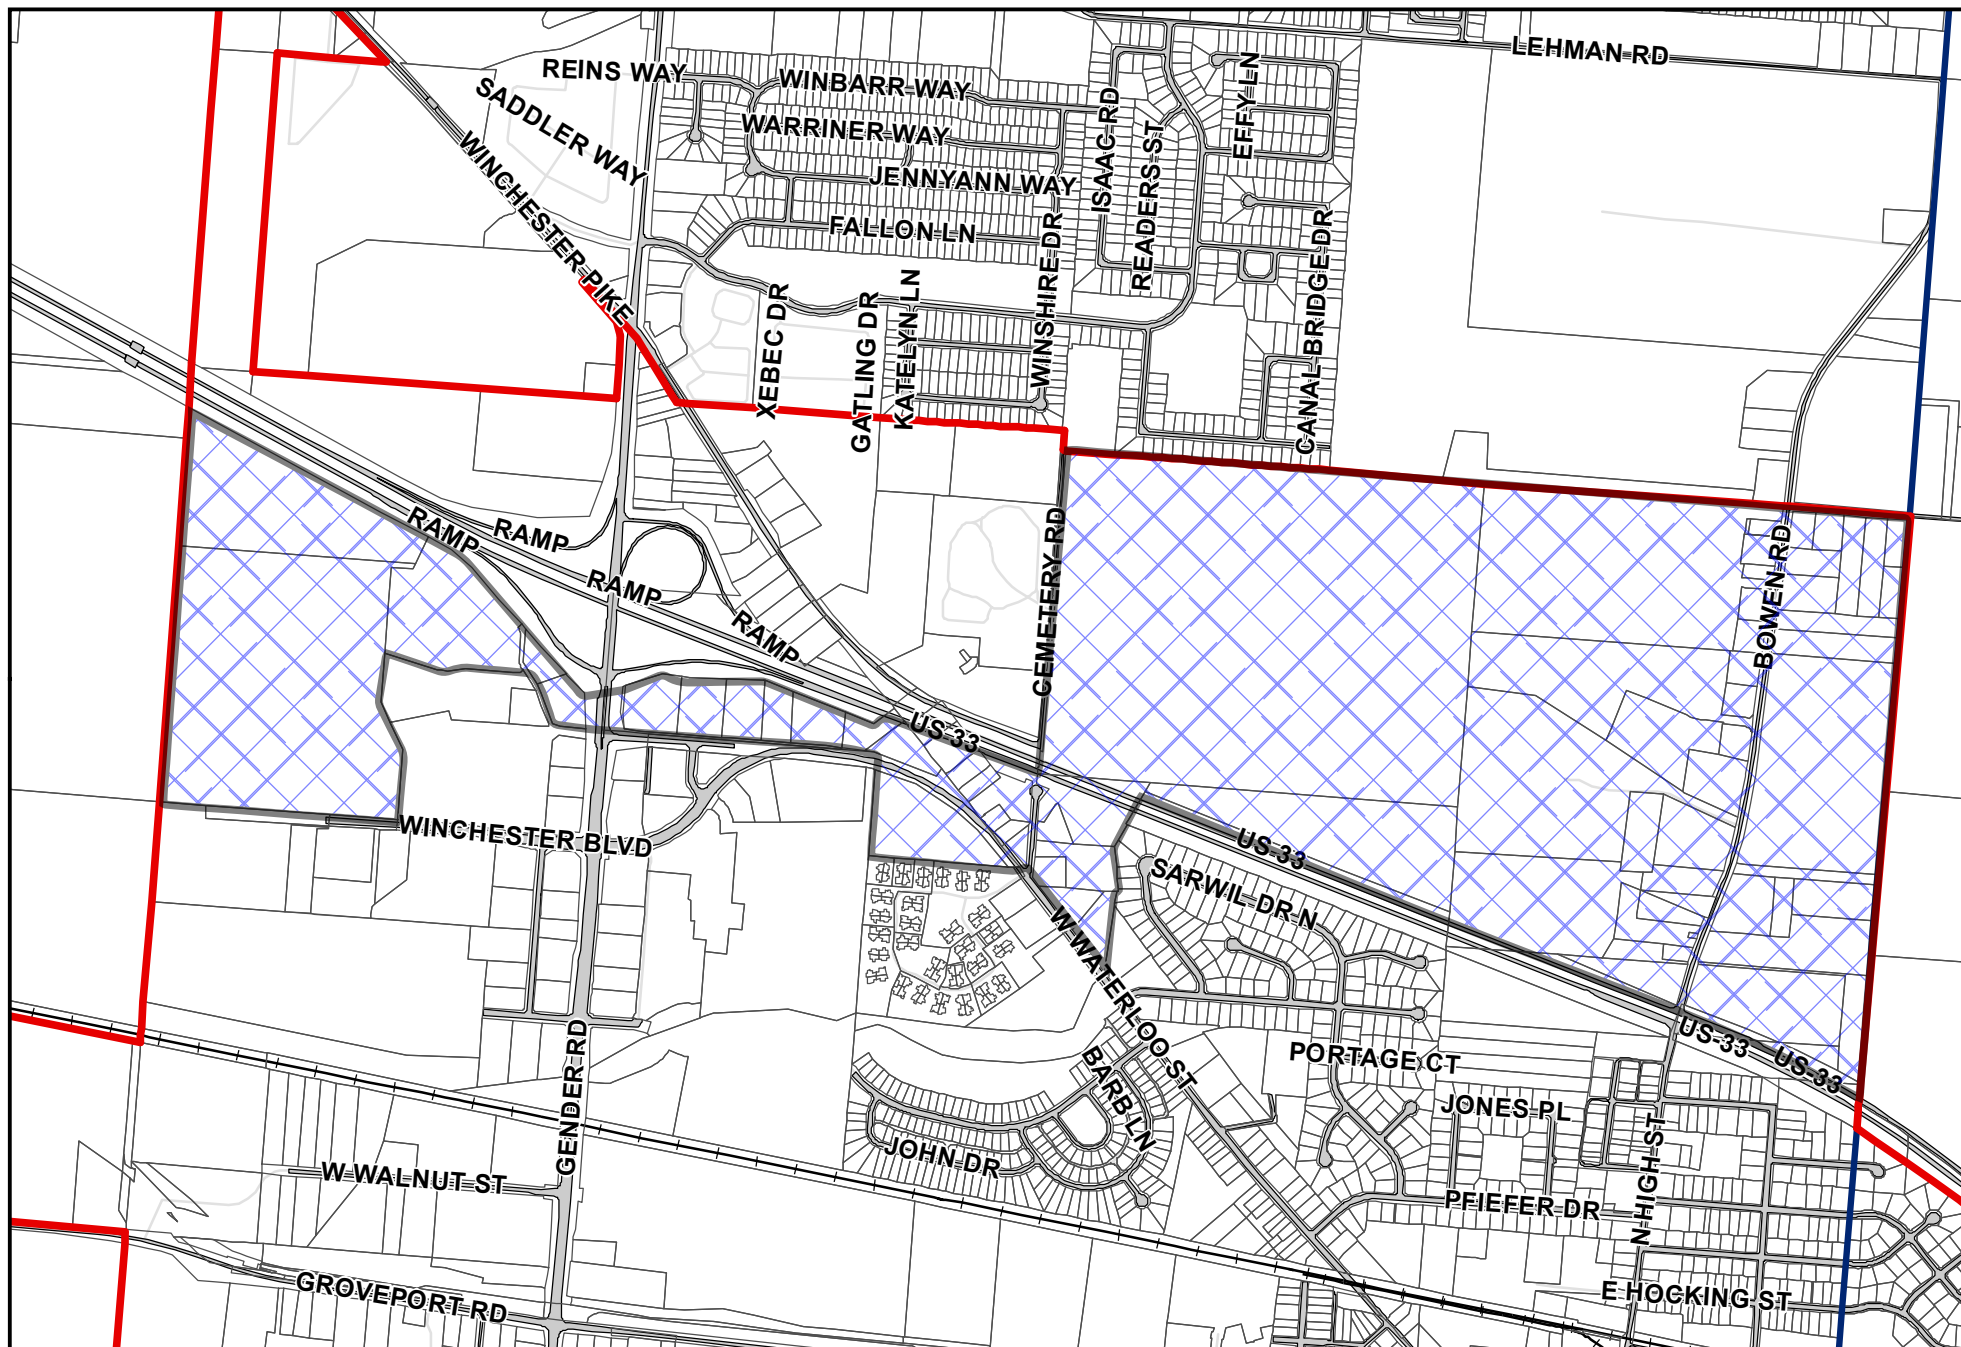 LEHMAN RD
REINS WAY
WINBARR WAY
SADDLER WAY
WARRINER WAY
ISAAC RD
EFFY LN
READERS ST
WINCHESTER PIKE
JENNYANN WAY
FALLON LN
WINSHIRE DR
CANAL BRIDGE DR
XEBEC DR
GATLING DR
KATELYN LN
RAMP
RAMP
RAMP
RAMP
CEMETERY RD
BOWEN RD
US-33
WINCHESTER BLVD
US-33
SARWIL DR N
W WATERLOO ST
GENDER RD
US-33
US-33
PORTAGE CT
BARB LN
JONES PL
JOHN DR
W WALNUT ST
PFIEFER DR
N HIGH ST
GROVEPORT RD
E HOCKING ST